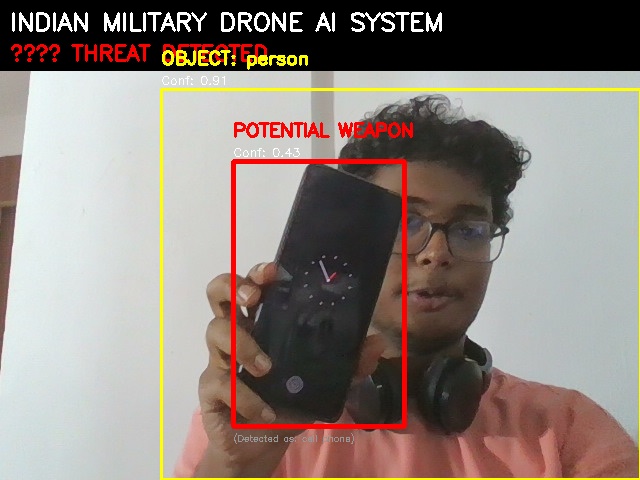 INDIAN MILITARY DRONE AI SYSTEM
???? THREAT DETECTED
OBJECT: person
Conf: 0.91
POTENTIAL WEAPON
Conf: 0.43
(Detected as: cell phone)